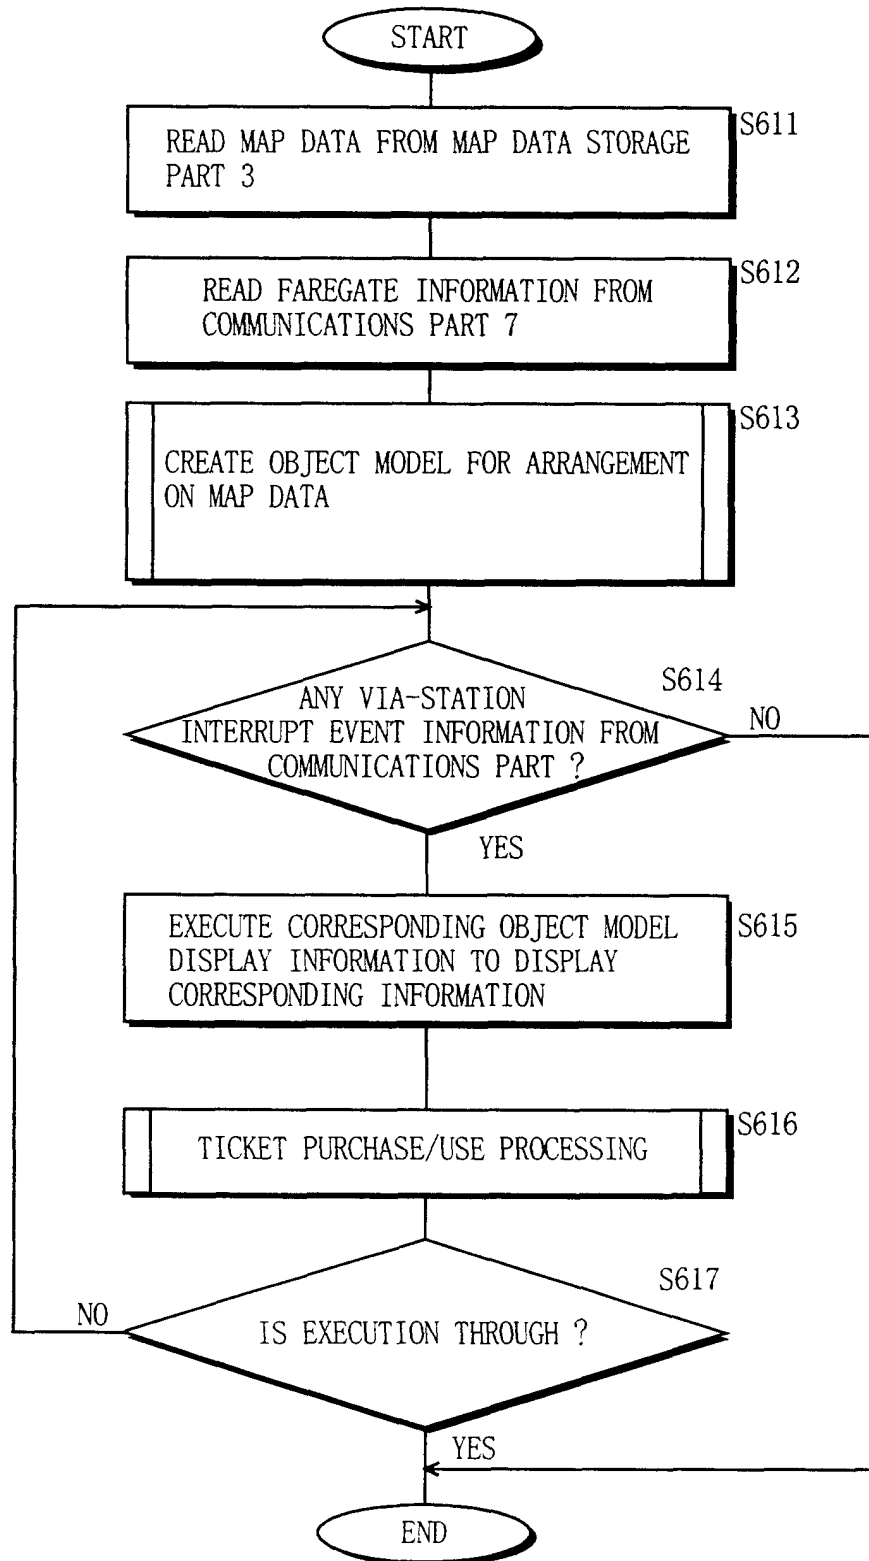 START
S611
READ MAP DATA FROM MAP DATA STORAGE
PART 3
S612
READ FAREGATE INFORMATION FROM
COMMUNICATIONS PART 7
S613
CREATE OBJECT MODEL FOR ARRANGEMENT
ON MAP DATA
S614
ANY VIA-STATION
INTERRUPT EVENT INFORMATION FROM
COMMUNICATIONS PART ?
NO
YES
S615
EXECUTE CORRESPONDING OBJECT MODEL
DISPLAY INFORMATION TO DISPLAY
CORRESPONDING INFORMATION
S616
TICKET PURCHASE/USE PROCESSING
S617
NO
IS EXECUTION THROUGH ?
YES
END